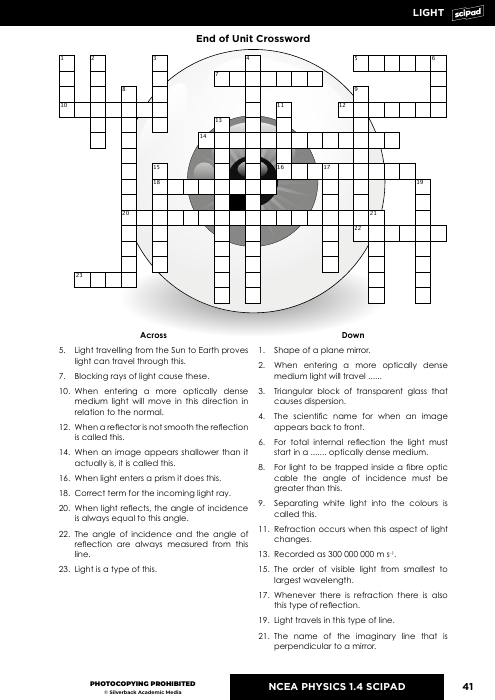 LIGHT scipad
End of Unit Crossword
1 2 3 4 5 6
7
8 9
10 11 12
13
14
15 16 17
18 19
20 21
22
23
Across
5. Light travelling from the Sun to Earth proves
light can travel through this.
7. Blocking rays of light cause these.
10. When entering a more optically dense
medium light will move in this direction in
relation to the normal.
12. When a reflector is not smooth the reflection
is called this.
14. When an image appears shallower than it
actually is, it is called this.
16. When light enters a prism it does this.
18. Correct term for the incoming light ray.
20. When light reflects, the angle of incidence
is always equal to this angle.
22. The angle of incidence and the angle of
reflection are always measured from this
line.
23. Light is a type of this.
Down
1. Shape of a plane mirror.
2. When entering a more optically dense
medium light will travel ......
3. Triangular block of transparent glass that
causes dispersion.
4. The scientific name for when an image
appears back to front.
6. For total internal reflection the light must
start in a ....... optically dense medium.
8. For light to be trapped inside a fibre optic
cable the angle of incidence must be
greater than this.
9. Separating white light into the colours is
called this.
11. Refraction occurs when this aspect of light
changes.
13. Recorded as 300 000 000 m s⁻¹.
15. The order of visible light from smallest to
largest wavelength.
17. Whenever there is refraction there is also
this type of reflection.
19. Light travels in this type of line.
21. The name of the imaginary line that is
perpendicular to a mirror.
PHOTOCOPYING PROHIBITED
© Silverback Academic Media
NCEA PHYSICS 1.4 SCIPAD
41